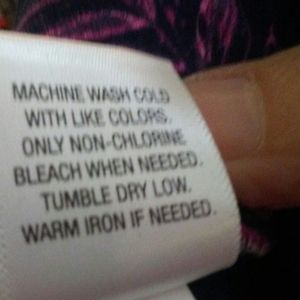 MACHINE WASH COLD
WITH LIKE COLORS.
ONLY NON-CHLORINE
BLEACH WHEN NEEDED.
TUMBLE DRY LOW.
WARM IRON IF NEEDED.